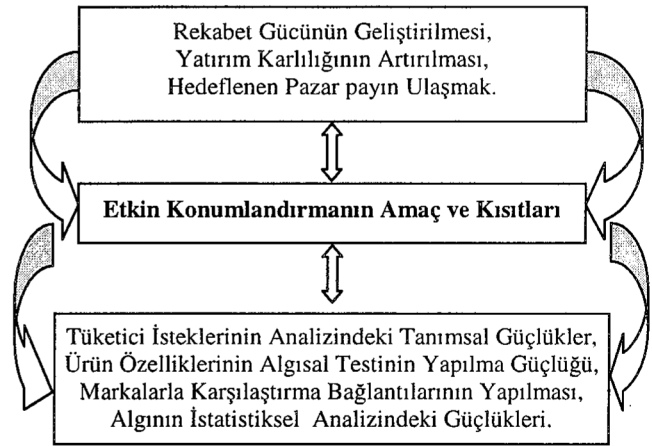 Rekabet Gücünün Geliştirilmesi,
Yatırım Karlılığının Artırılması,
Hedeflenen Pazar payın Ulaşmak.
Etkin Konumlandırmanın Amaç ve Kısıtları
Tüketici İsteklerinin Analizindeki Tanımsal Güçlükler,
Ürün Özelliklerinin Algısal Testinin Yapılma Güçlüğü,
Markalarla Karşılaştırma Bağlantılarının Yapılması,
Algının İstatistiksel Analizindeki Güçlükleri.